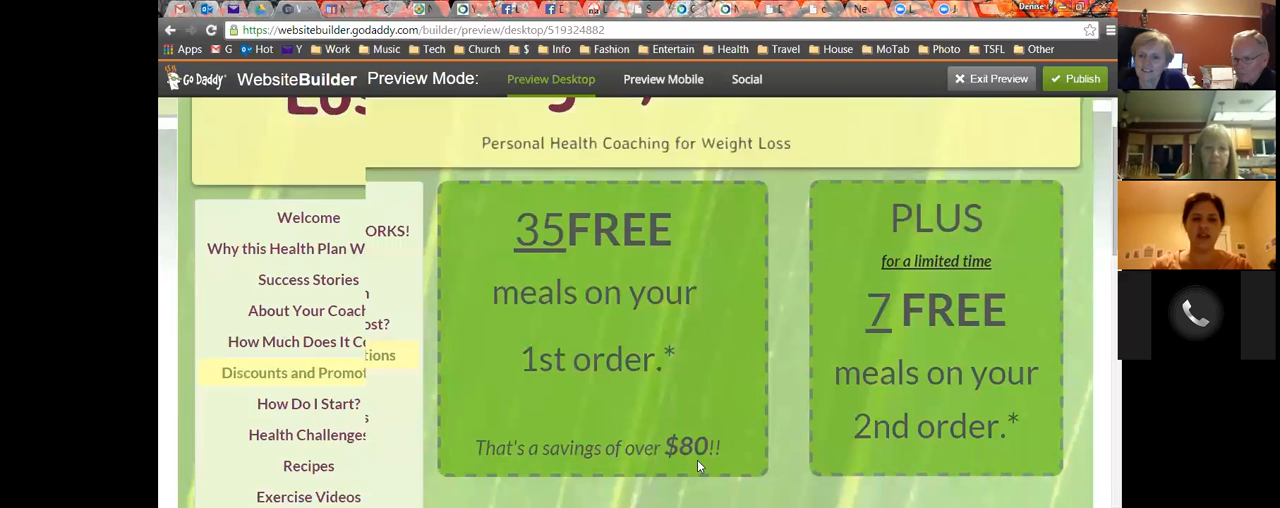 Denise
https://websitebuilder.godaddy.com/builder/preview/desktop/519324882
Apps G Hot Y! Work Music Tech Church $ Info Fashion Entertain Health Travel House MoTab Photo TSFL Other
GO Daddy WebsiteBuilder Preview Mode: Preview Desktop Preview Mobile Social Exit Preview Publish
Personal Health Coaching for Weight Loss
Welcome
ORKS!
Why this Health Plan W
Success Stories
About Your Coach
ost?
How Much Does It Co
tions
Discounts and Promot
How Do I Start?
Health Challenges
Recipes
Exercise Videos
35FREE
meals on your
1st order.*
That's a savings of over $80!!
PLUS
for a limited time
7 FREE
meals on your
2nd order.*